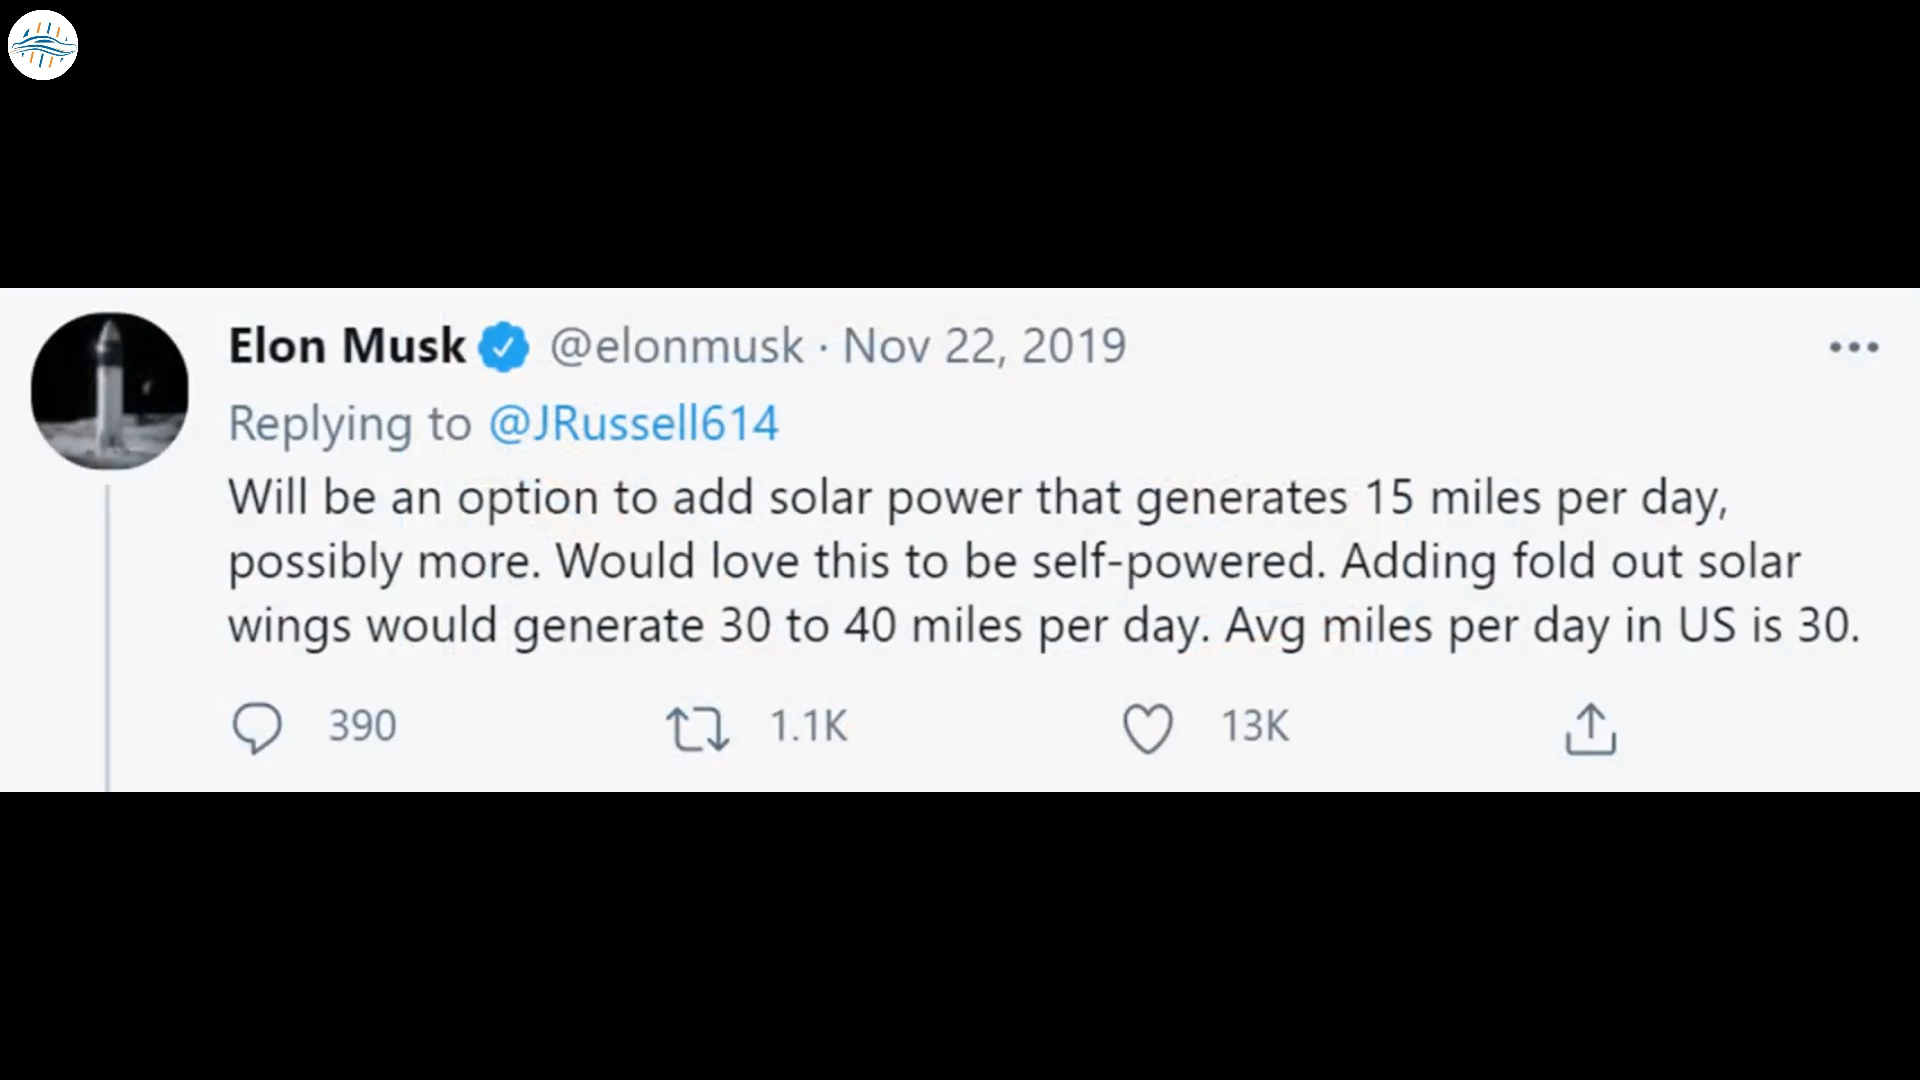 Elon Musk @elonmusk · Nov 22, 2019
Replying to @JRussell614
Will be an option to add solar power that generates 15 miles per day,
possibly more. Would love this to be self-powered. Adding fold out solar
wings would generate 30 to 40 miles per day. Avg miles per day in US is 30.
390 1.1K 13K